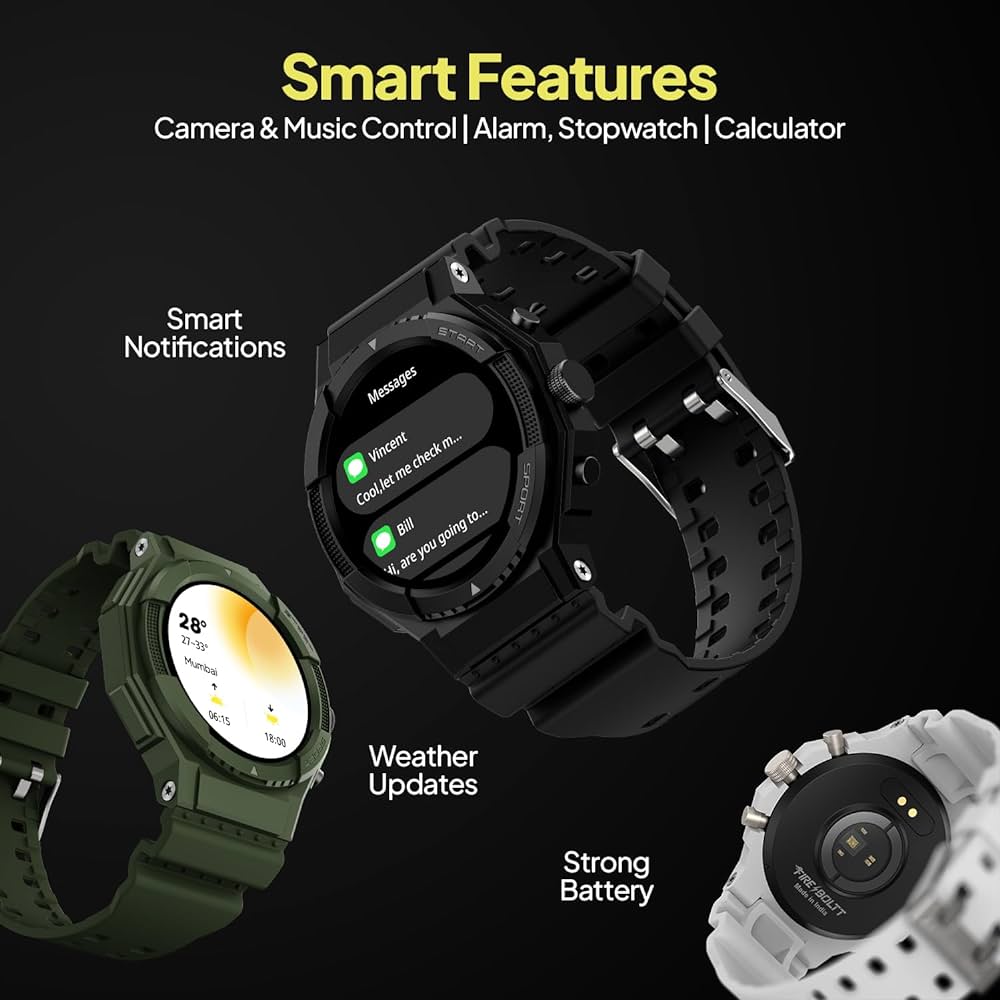 Smart Features
Camera & Music Control | Alarm, Stopwatch | Calculator
Smart
Notifications
START
Messages
Vincent
Cool,let me check m...
Bill
Hi, are you going to...
SPORT
28°
27~33°
Mumbai
06:15
18:00
Weather
Updates
Strong
Battery
FIRE-BOLTT
Made in India